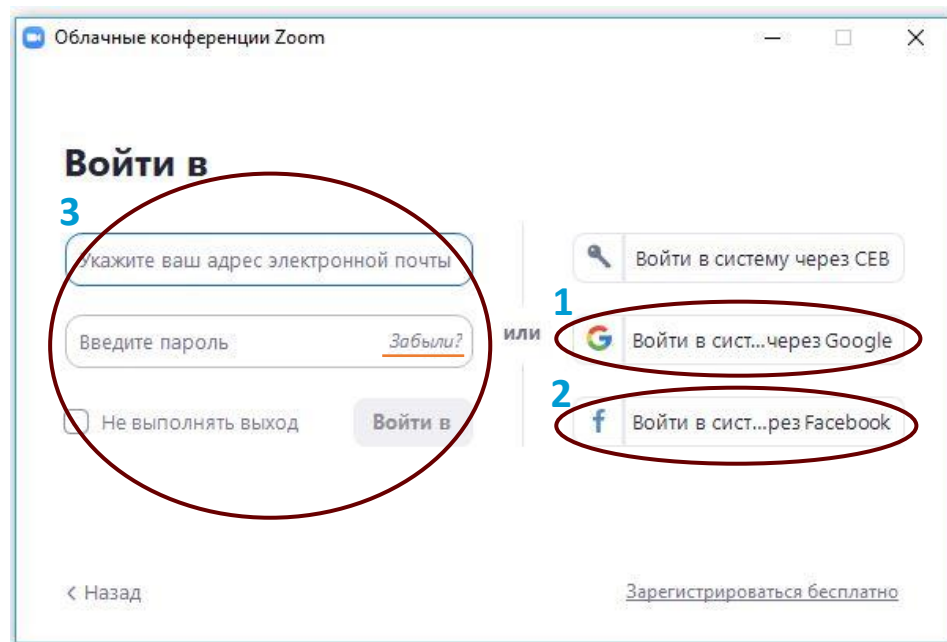 Облачные конференции Zoom
Войти в
3
Укажите ваш адрес электронной почты
Введите пароль
Забыли?
Не выполнять выход
Войти в
или
Войти в систему через СЕВ
1
Войти в сист...через Google
2
Войти в сист...рез Facebook
Назад
Зарегистрироваться бесплатно